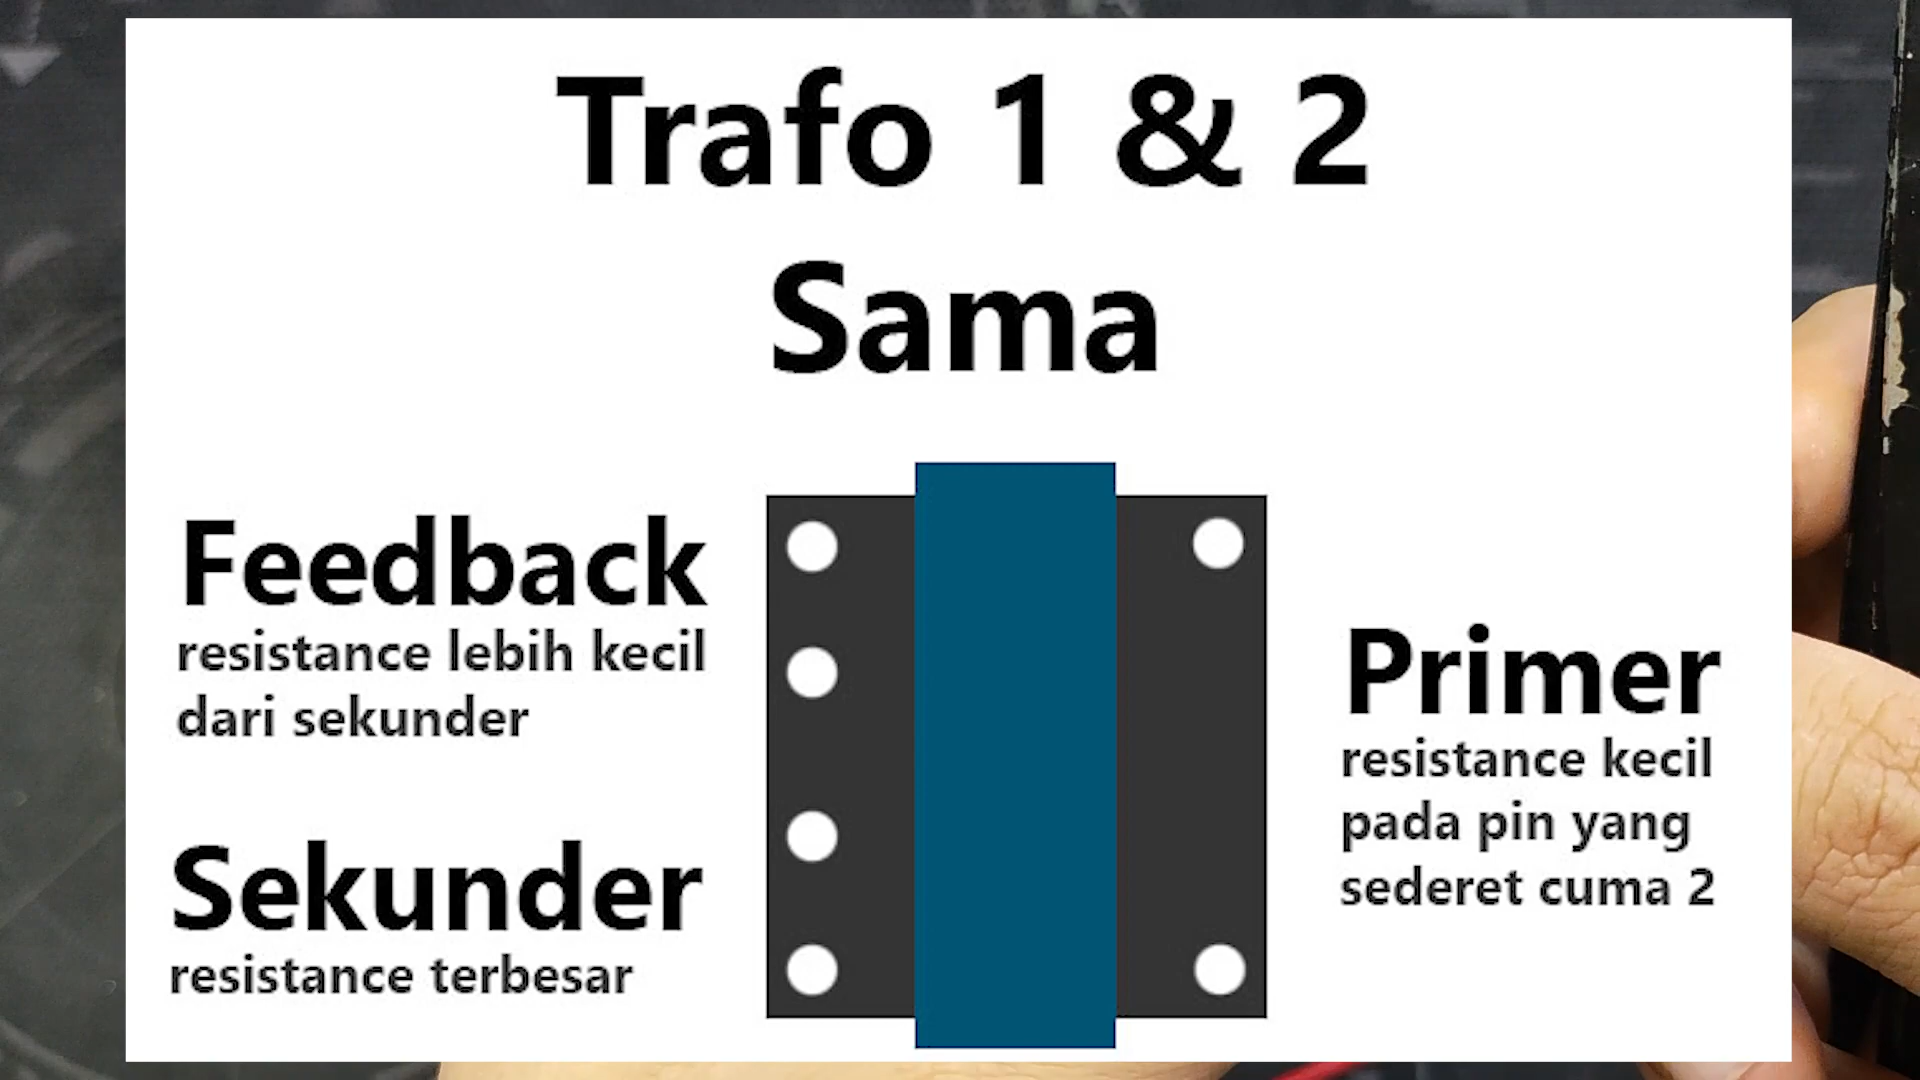 Trafo 1 & 2
Sama
Feedback
resistance lebih kecil
dari sekunder
Sekunder
resistance terbesar
Primer
resistance kecil
pada pin yang
sederet cuma 2